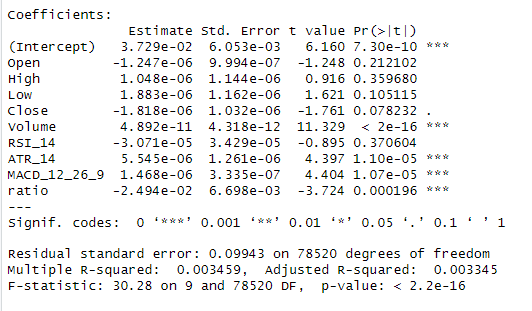 Coefficients:
              Estimate Std. Error t value Pr(>|t|)
(Intercept)  3.729e-02  6.053e-03   6.160 7.30e-10 ***
Open        -1.247e-06  9.994e-07  -1.248 0.212102
High         1.048e-06  1.144e-06   0.916 0.359680
Low          1.883e-06  1.162e-06   1.621 0.105115
Close       -1.818e-06  1.032e-06  -1.761 0.078232 .
Volume       4.892e-11  4.318e-12  11.329  < 2e-16 ***
RSI_14      -3.071e-05  3.429e-05  -0.895 0.370604
ATR_14       5.545e-06  1.261e-06   4.397 1.10e-05 ***
MACD_12_26_9 1.468e-06  3.335e-07   4.404 1.07e-05 ***
ratio       -2.494e-02  6.698e-03  -3.724 0.000196 ***
---
Signif. codes:  0 ‘***’ 0.001 ‘**’ 0.01 ‘*’ 0.05 ‘.’ 0.1 ‘ ’ 1
Residual standard error: 0.09943 on 78520 degrees of freedom
Multiple R-squared:  0.003459,  Adjusted R-squared:  0.003345
F-statistic: 30.28 on 9 and 78520 DF,  p-value: < 2.2e-16